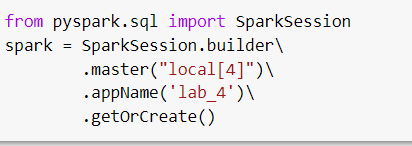 from pyspark.sql import SparkSession
spark = SparkSession.builder\
        .master("local[4]")\
        .appName('lab_4')\
        .getOrCreate()